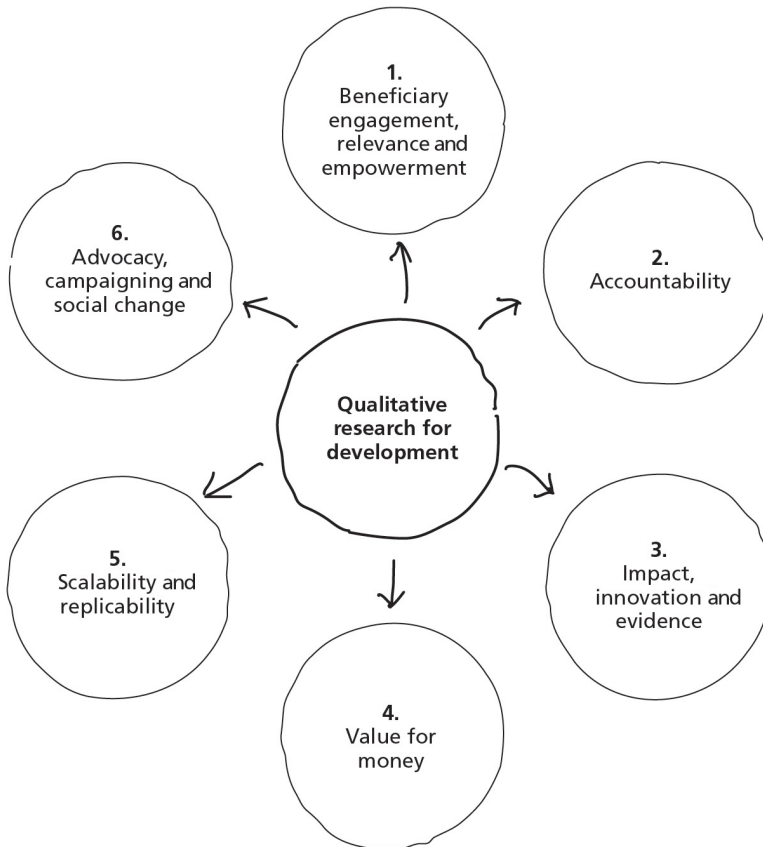 1.
Beneficiary
engagement,
relevance and
empowerment
2.
Accountability
3.
Impact,
innovation and
evidence
4.
Value for
money
5.
Scalability and
replicability
6.
Advocacy,
campaigning and
social change
Qualitative
research for
development